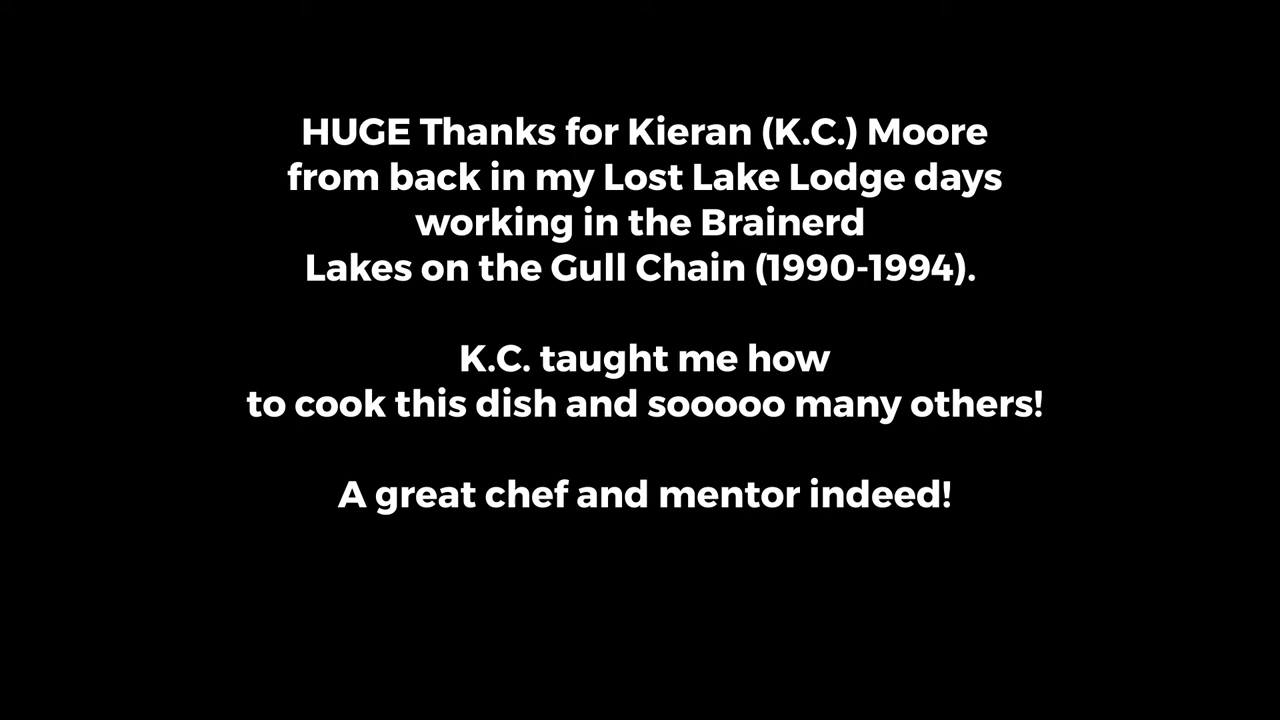 HUGE Thanks for Kieran (K.C.) Moore
from back in my Lost Lake Lodge days
working in the Brainerd
Lakes on the Gull Chain (1990-1994).
K.C. taught me how
to cook this dish and sooooo many others!
A great chef and mentor indeed!